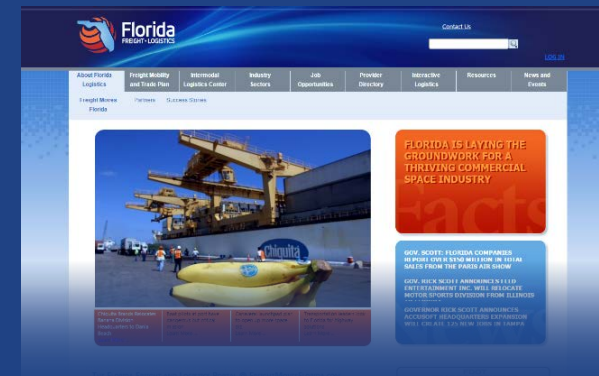 Florida
FREIGHT·LOGISTICS
Contact Us
LOG IN
About Florida Logistics
Freight Mobility and Trade Plan
Intermodal Logistics Center
Industry Sectors
Job Opportunities
Provider Directory
Interactive Logistics
Resources
News and Events
Freight Moves Florida
Partners
Success Stories
Chiquita
FLORIDA IS LAYING THE
GROUNDWORK FOR A
THRIVING COMMERCIAL
SPACE INDUSTRY
Facts
GOV. SCOTT: FLORIDA COMPANIES
REPORT OVER $150 MILLION IN TOTAL
SALES FROM THE PARIS AIR SHOW
GOV. RICK SCOTT ANNOUNCES
ENTERTAINMENT INC. WILL RELOCATE
MOTOR SPORTS DIVISION FROM ILLINOIS
GOVERNOR RICK SCOTT ANNOUNCES
ACCUSOFT HEADQUARTERS EXPANSION
WILL CREATE 125 NEW JOBS IN TAMPA